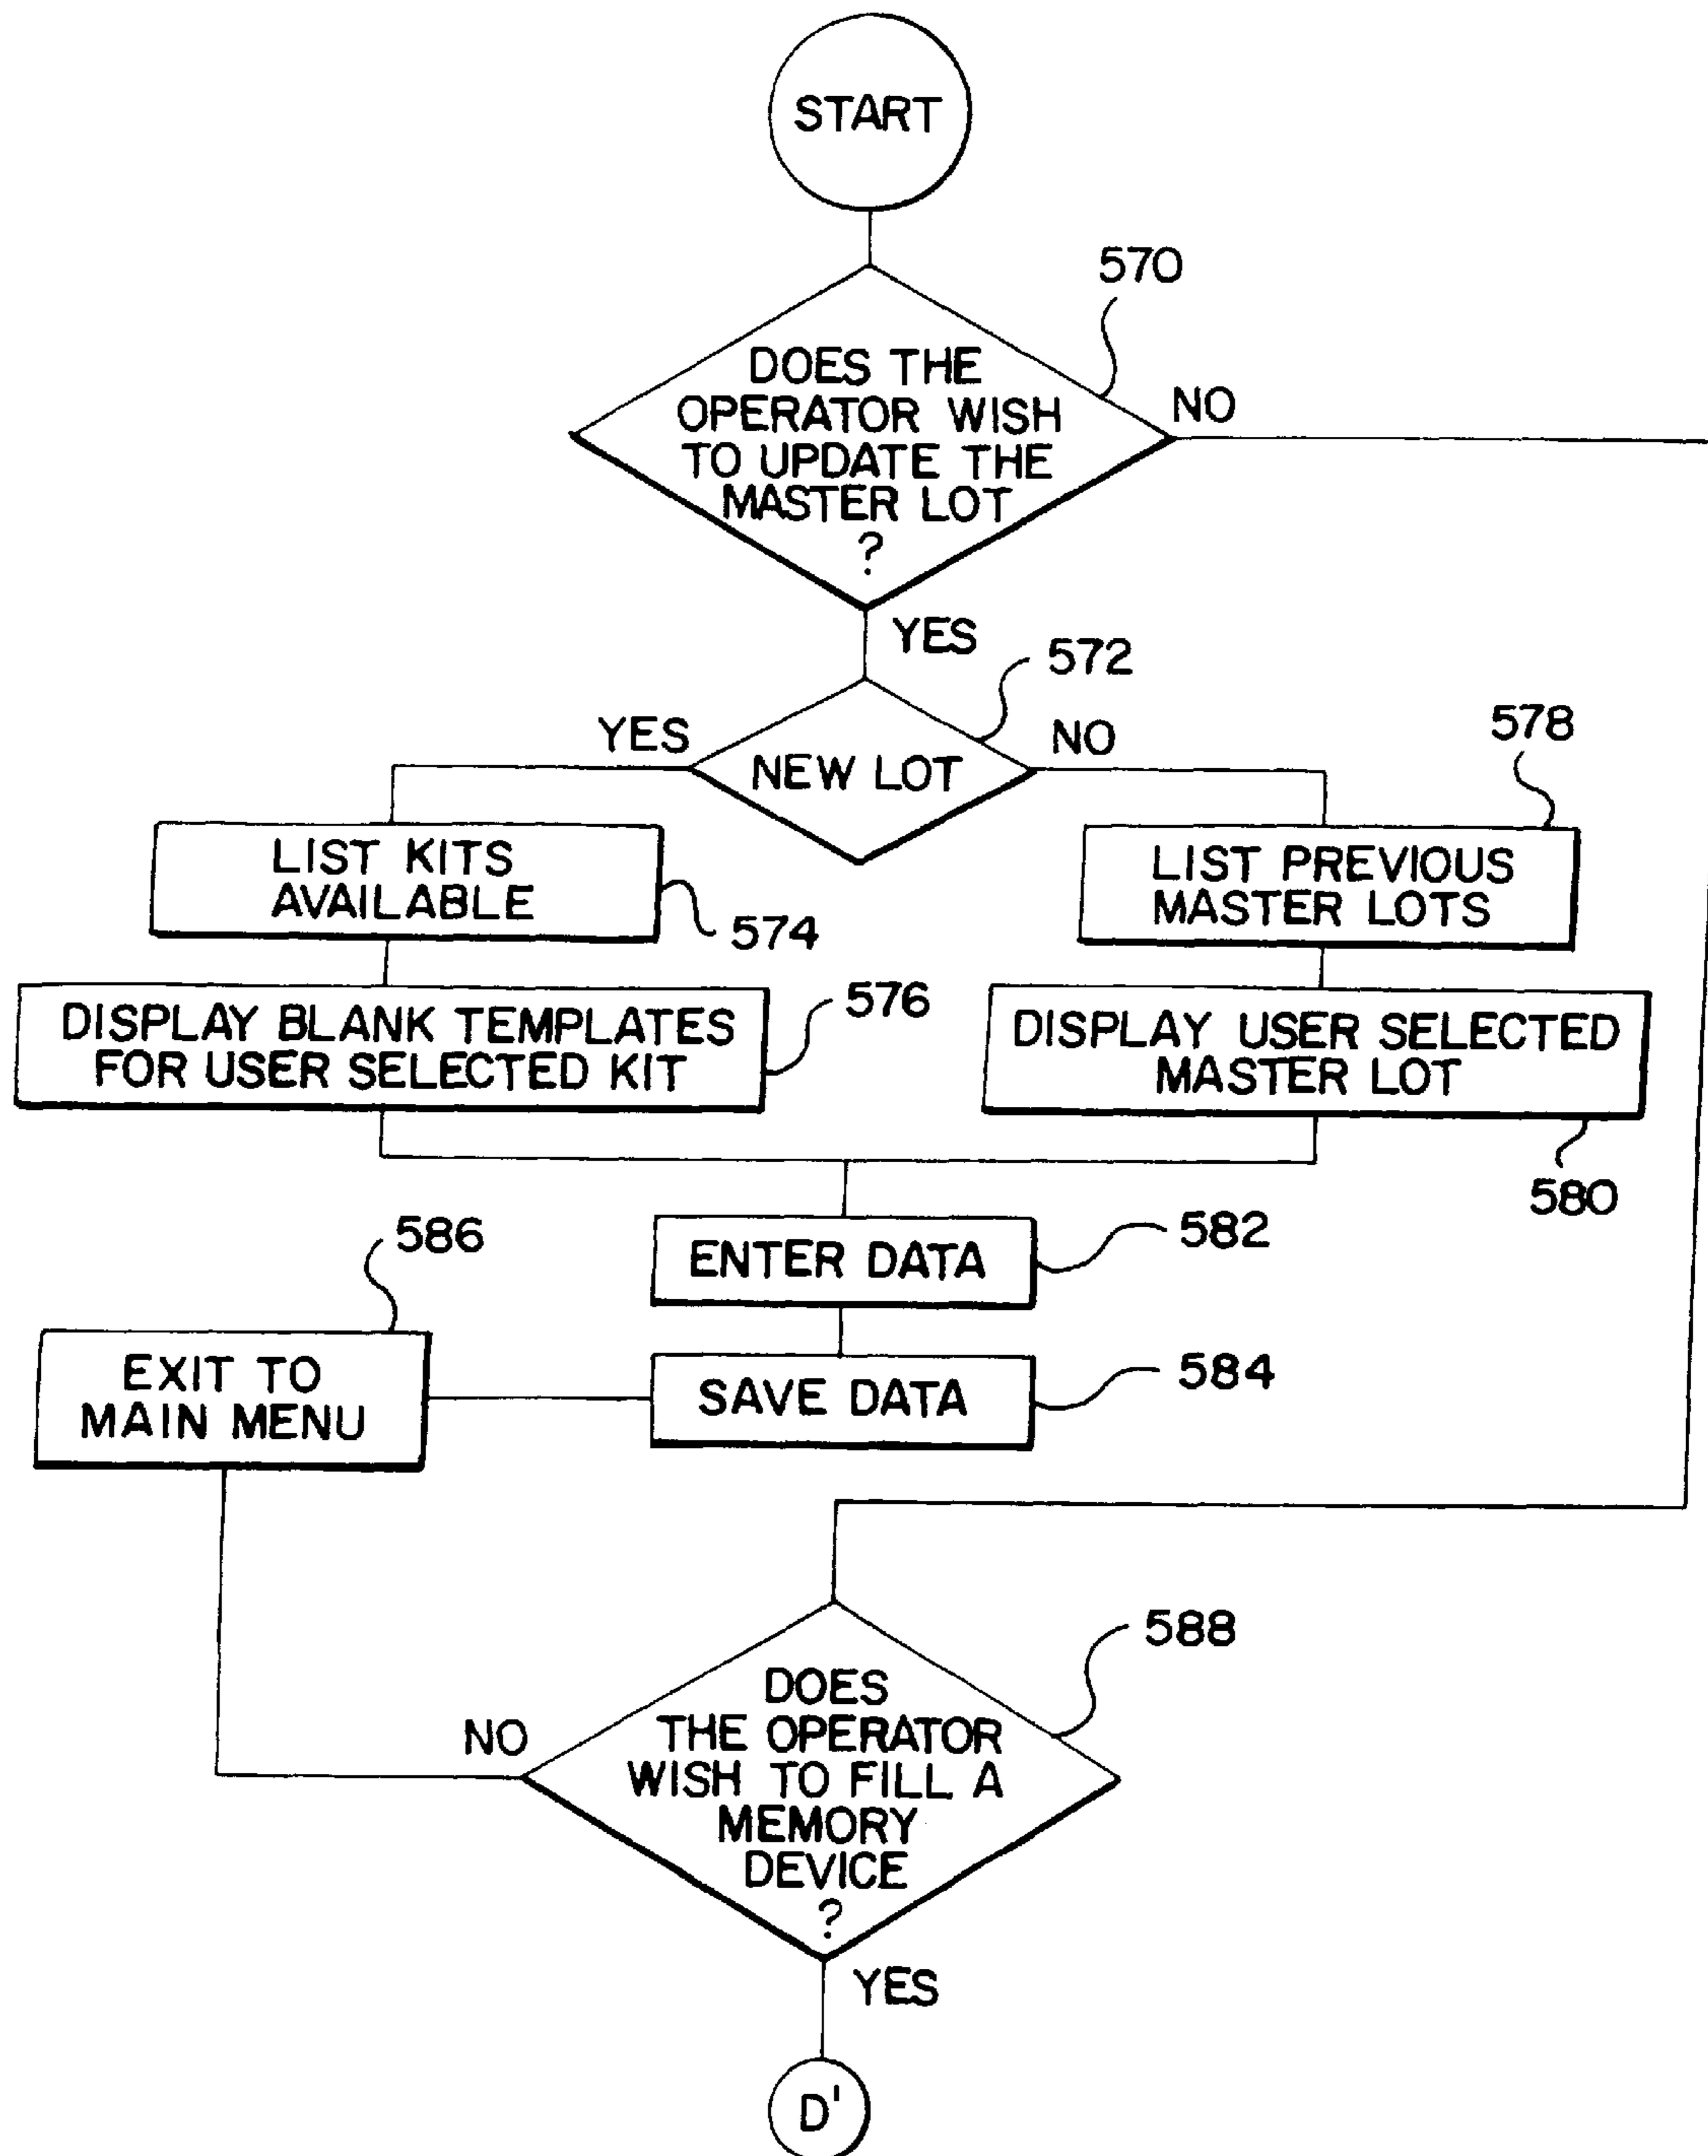 START
570
DOES THE
OPERATOR WISH
TO UPDATE THE
MASTER LOT
?
NO
YES
572
YES
NEW LOT
NO
578
LIST KITS
AVAILABLE
574
LIST PREVIOUS
MASTER LOTS
DISPLAY BLANK TEMPLATES
FOR USER SELECTED KIT
576
DISPLAY USER SELECTED
MASTER LOT
580
ENTER DATA
582
586
EXIT TO
MAIN MENU
SAVE DATA
584
588
DOES
THE OPERATOR
WISH TO FILL A
MEMORY
DEVICE
?
NO
YES
D'